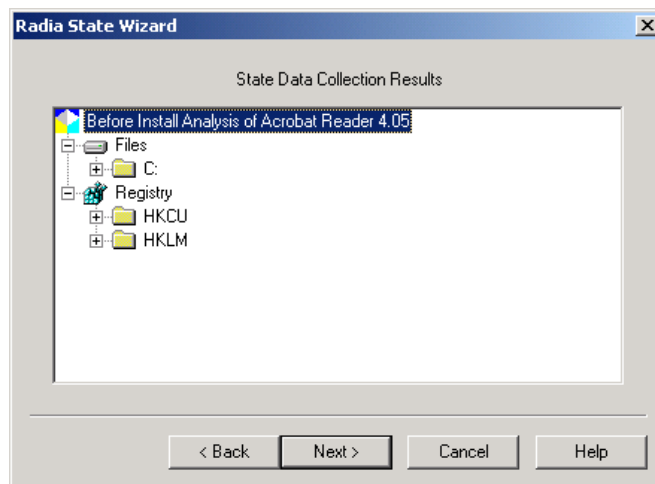 Radia State Wizard
State Data Collection Results
Before Install Analysis of Acrobat Reader 4.05
Files
C:
Registry
HKCU
HKLM
< Back Next > Cancel Help